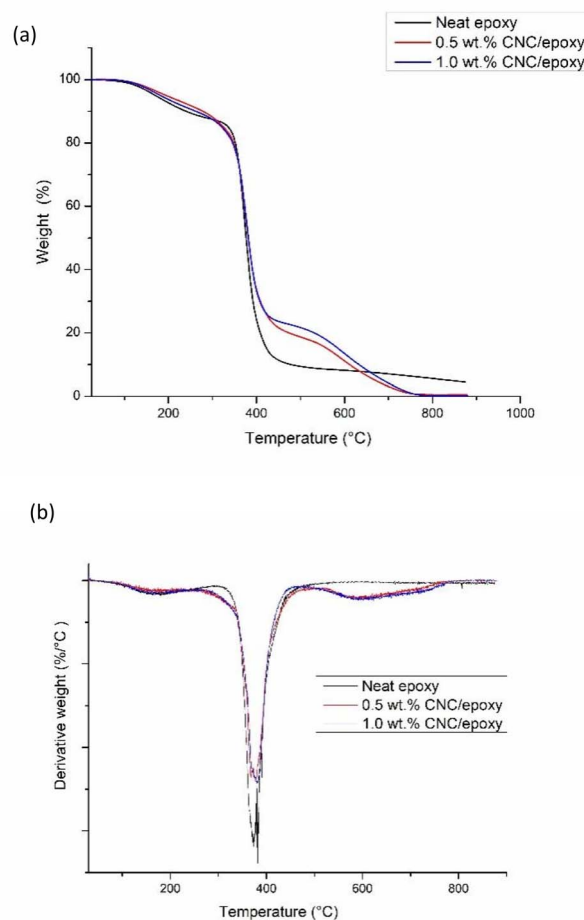 (a)
Neat epoxy
0.5 wt.% CNC/epoxy
1.0 wt.% CNC/epoxy
100
80
60
40
20
0
Weight (%)
200
400
600
800
1000
Temperature (°C)
(b)
Derivative weight (%/°C)
Neat epoxy
0.5 wt.% CNC/epoxy
1.0 wt.% CNC/epoxy
200
400
600
800
Temperature (°C)